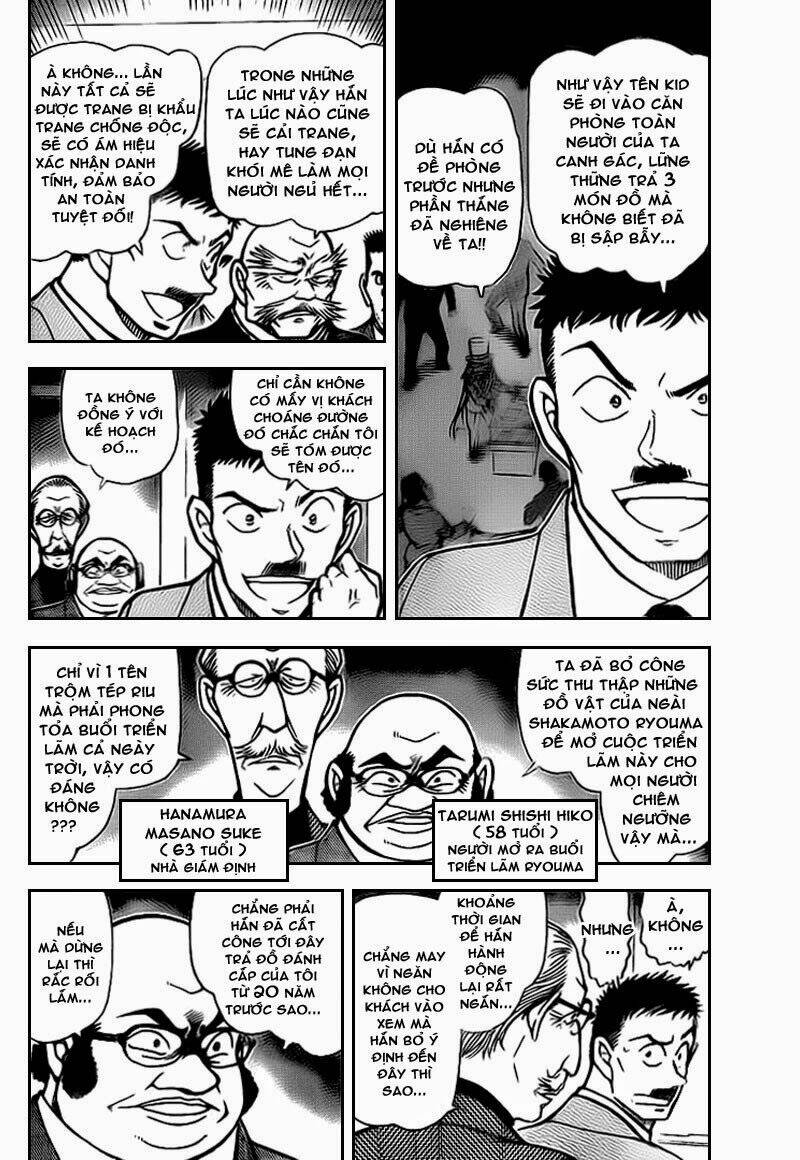 NHƯ VẬY TÊN KID
SẼ ĐI VÀO CĂN
PHÒNG TOÀN
NGƯỜI CỦA TA
CANH GÁC, LỮNG
THỮNG TRẢ 3
MÓN ĐỒ MÀ
KHÔNG BIẾT ĐÃ
BỊ SẬP BẪY...
DÙ HẮN CÓ
ĐỀ PHÒNG
TRƯỚC NHƯNG
PHẦN THẮNG
ĐÃ NGHIÊNG
VỀ TA!!
TRONG NHỮNG
LÚC NHƯ VẬY HẮN
TA LÚC NÀO CŨNG
SẼ CẢI TRANG,
HAY TUNG ĐẠN
KHÓI MÊ LÀM MỌI
NGƯỜI NGỦ HẾT...
À KHÔNG... LẦN
NÀY TẤT CẢ SẼ
ĐƯỢC TRANG BỊ KHẨU
TRANG CHỐNG ĐỘC,
SẼ CÓ ÁM HIỆU
XÁC NHẬN DANH
TÍNH, ĐẢM BẢO
AN TOÀN
TUYỆT ĐỐI!
CHỈ CẦN KHÔNG
CÓ MẤY VỊ KHÁCH
CHOÁNG ĐƯỜNG
ĐÓ CHẮC CHẮN TÔI
SẼ TÓM ĐƯỢC
TÊN ĐÓ...
TA KHÔNG
ĐỒNG Ý VỚI
KẾ HOẠCH
ĐÓ...
TA ĐÃ BỎ CÔNG
SỨC THU THẬP NHỮNG
ĐỒ VẬT CỦA NGÀI
SHAKAMOTO RYOUMA
ĐỂ MỞ CUỘC TRIỂN
LÃM NÀY CHO
MỌI NGƯỜI
CHIÊM
NGƯỠNG
VẬY MÀ...
CHỈ VÌ 1 TÊN
TRỘM TÉP RIU
MÀ PHẢI PHONG
TỎA BUỔI TRIỂN
LÃM CẢ NGÀY
TRỜI, VẬY CÓ
ĐÁNG
KHÔNG
???
TARUMI SHISHI HIKO
( 58 TUỔI )
NGƯỜI MỞ RA BUỔI
TRIỂN LÃM RYOUMA
HANAMURA
MASANO SUKE
( 63 TUỔI )
NHÀ GIÁM ĐỊNH
À,
KHÔNG
...
NHƯNG
...
KHOẢNG
THỜI GIAN
ĐỂ HẮN
HÀNH
ĐỘNG
LẠI RẤT
NGẮN...
CHẲNG MAY
VÌ NGĂN
KHÔNG CHO
KHÁCH VÀO
XEM MÀ
HẮN BỎ Ý
ĐỊNH ĐẾN
ĐÂY THÌ
SAO...
CHẲNG PHẢI
HẮN ĐÃ CẤT
CÔNG TỚI ĐÂY
TRẢ ĐỒ ĐÁNH
CẮP CỦA TÔI
TỪ 20 NĂM
TRƯỚC SAO...
NẾU
MÀ DỪNG
LẠI THÌ
RẮC RỐI
LẮM...